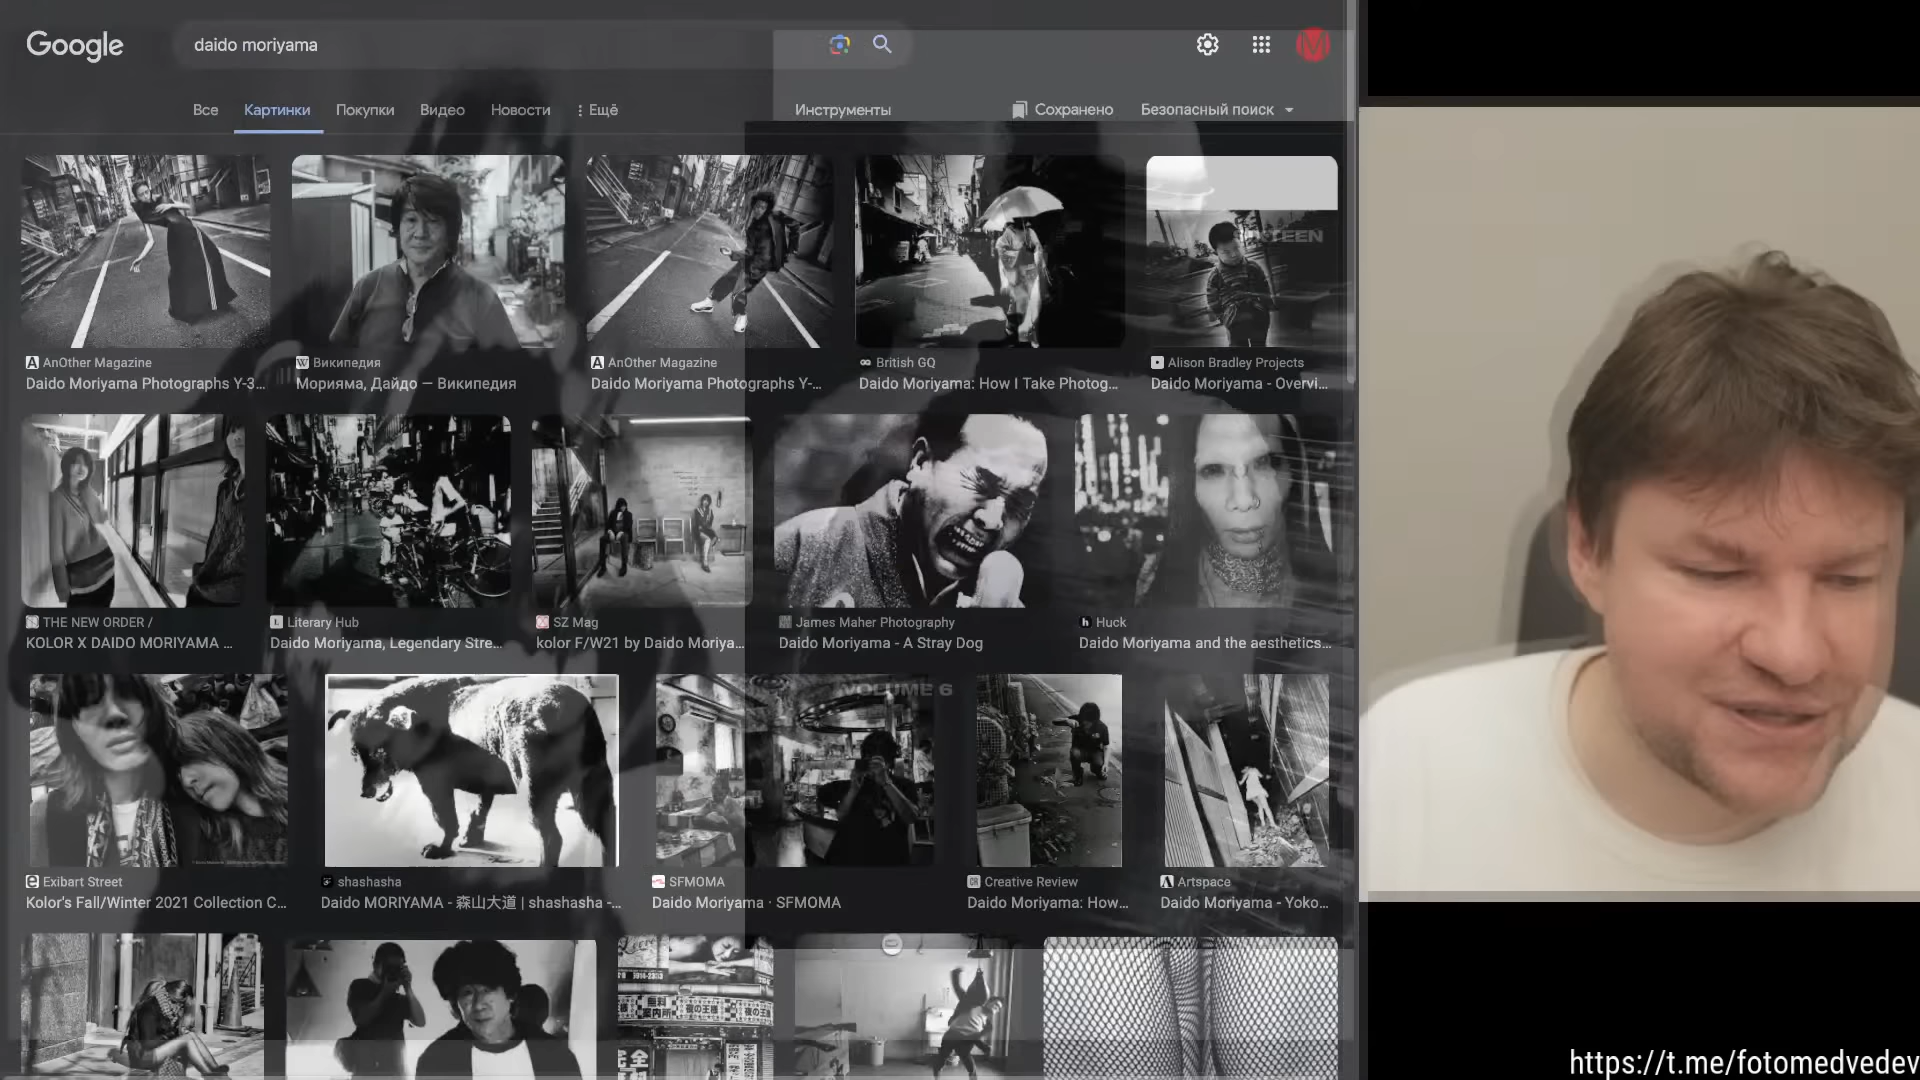 Google
daido moriyama
Все
Картинки
Покупки
Видео
Новости
Ещё
Инструменты
Сохранено
Безопасный поиск
SIXTEEN
AnOther Magazine
Daido Moriyama Photographs Y-3...
Википедия
Морияма, Дайдо — Википедия
AnOther Magazine
Daido Moriyama Photographs Y-...
British GQ
Daido Moriyama: How I Take Photog...
Alison Bradley Projects
Daido Moriyama - Overvi...
THE NEW ORDER /
KOLOR X DAIDO MORIYAMA ...
Literary Hub
Daido Moriyama, Legendary Stre...
SZ Mag
kolor F/W21 by Daido Moriya...
James Maher Photography
Daido Moriyama - A Stray Dog
Huck
Daido Moriyama and the aesthetics...
VOLUME 6
Exibart Street
Kolor's Fall/Winter 2021 Collection C...
shashasha
Daido MORIYAMA - 森山大道 | shashasha -...
SFMOMA
Daido Moriyama · SFMOMA
Creative Review
Daido Moriyama: How...
Artspace
Daido Moriyama - Yoko...
https://t.me/fotomedvedev